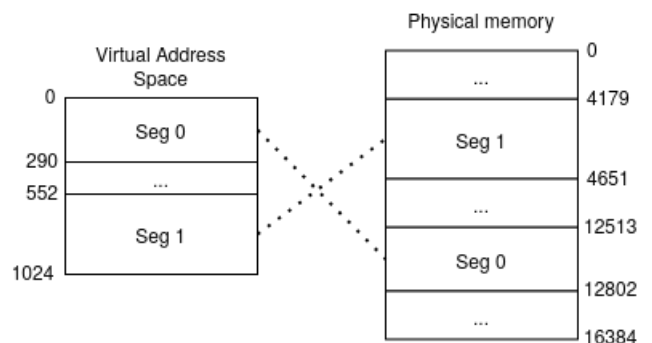 Virtual Address
Space
0
Seg 0
290
...
552
Seg 1
1024
Physical memory
0
...
4179
Seg 1
4651
...
12513
Seg 0
12802
...
16384